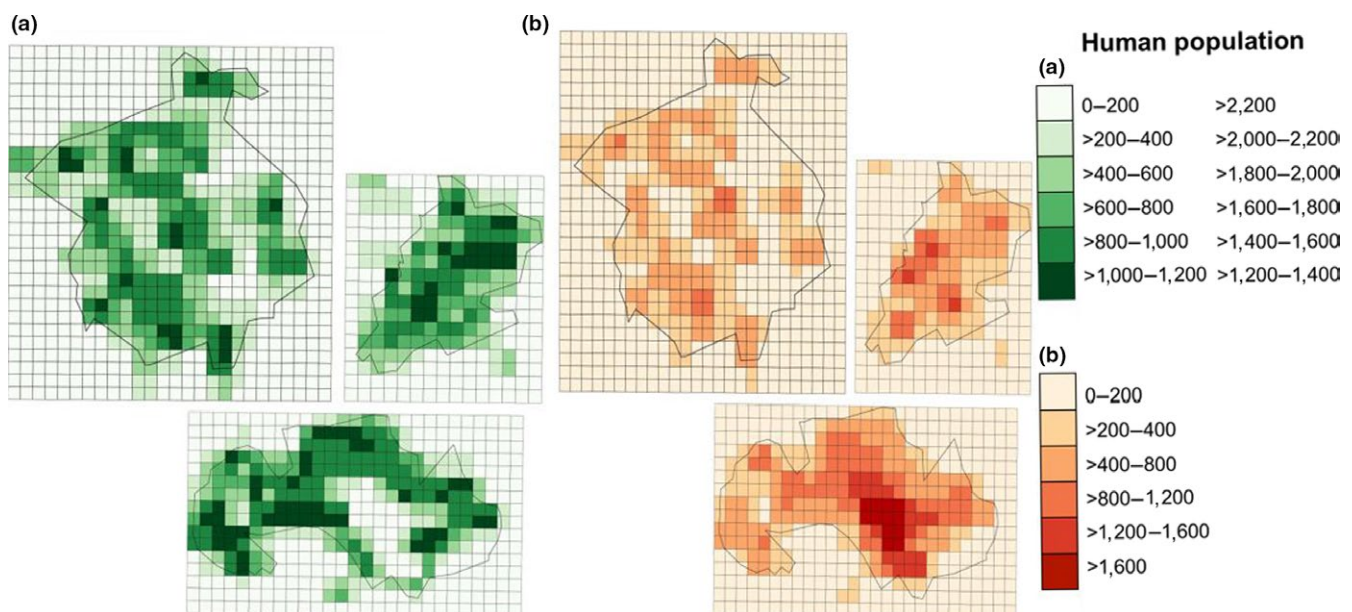 (a)
(b)
Human population
(a)
0–200 >2,200
>200–400 >2,000–2,200
>400–600 >1,800–2,000
>600–800 >1,600–1,800
>800–1,000 >1,400–1,600
>1,000–1,200 >1,200–1,400
(b)
0–200
>200–400
>400–800
>800–1,200
>1,200–1,600
>1,600